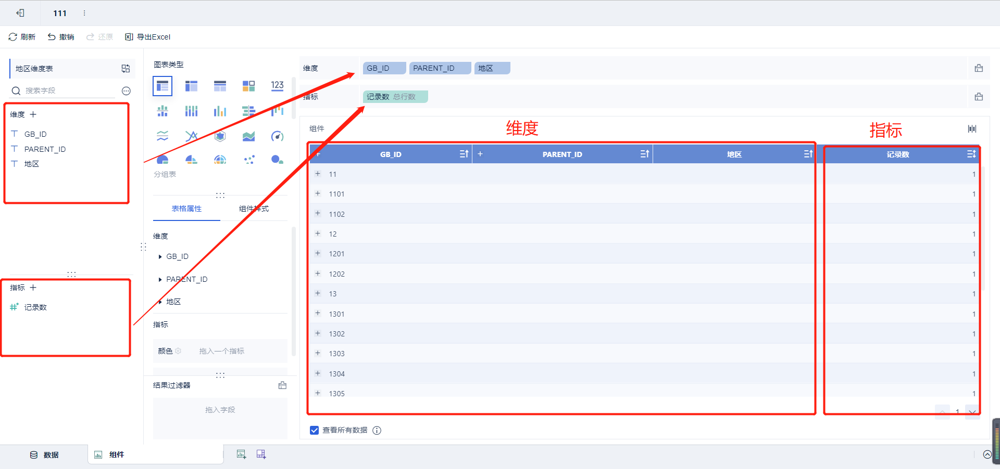 111
刷新 撤销 还原 导出Excel
地区维度表
搜索字段
维度
GB_ID
PARENT_ID
地区
指标
记录数
图表类型
123
分组表
表格属性 组件样式
维度
GB_ID
PARENT_ID
地区
指标
颜色 拖入一个指标
结果过滤器
拖入字段
维度 GB_ID PARENT_ID 地区
指标 记录数 总行数
组件 维度 指标
GB_ID PARENT_ID 地区 记录数
11 1
1101 1
1102 1
12 1
1201 1
1202 1
13 1
1301 1
1302 1
1303 1
1304 1
1305 1
1
查看所有数据
数据 组件